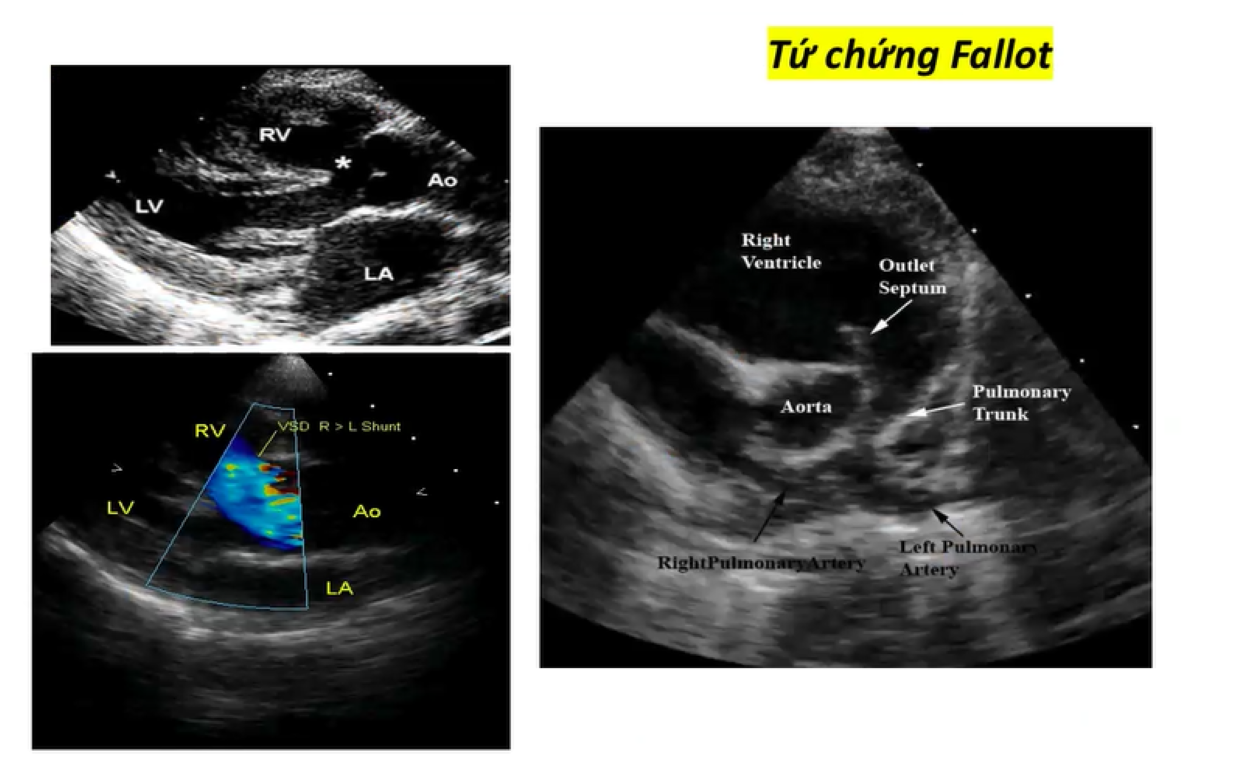 Tứ chứng Fallot
RV
*
Ao
LV
LA
RV
VSD R > L Shunt
LV
Ao
LA
Right
Ventricle
Outlet
Septum
Aorta
Pulmonary
Trunk
RightPulmonaryArtery
Left Pulmonary
Artery